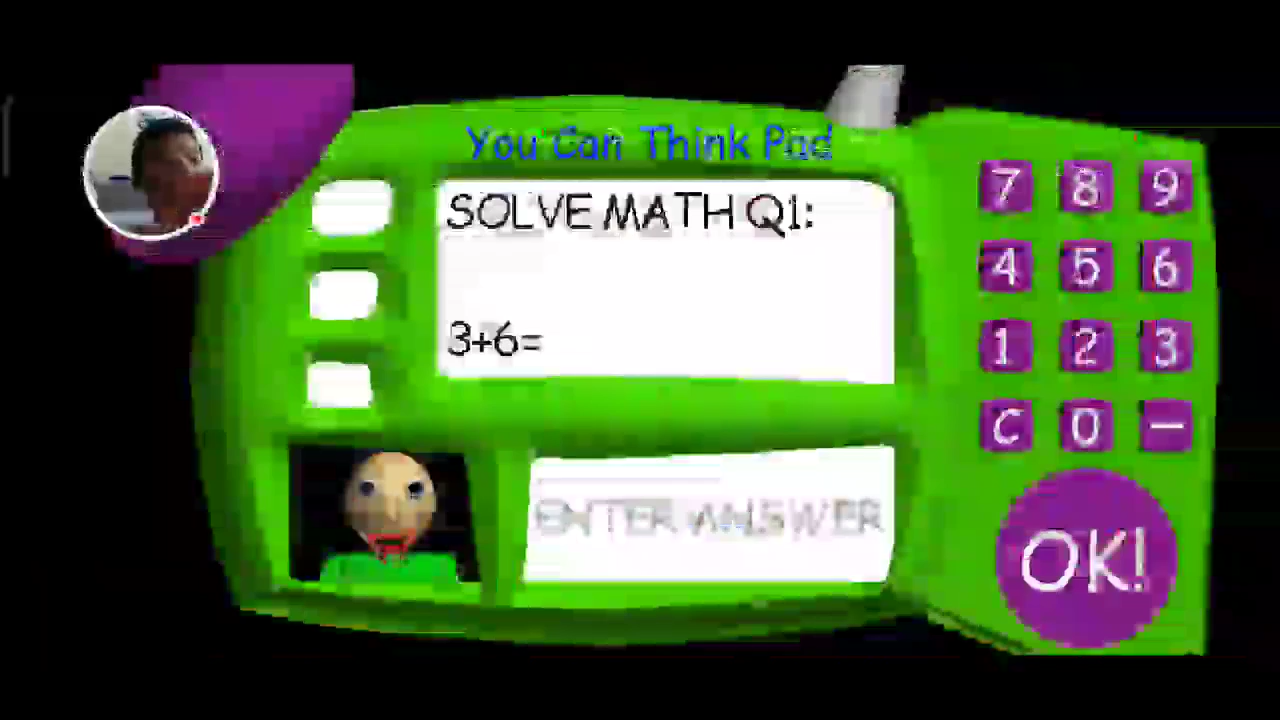 You Can Think Pad
SOLVE MATH Q1:
3+6=
ENTER ANSWER
7 8 9
4 5 6
1 2 3
C 0 −
OK!